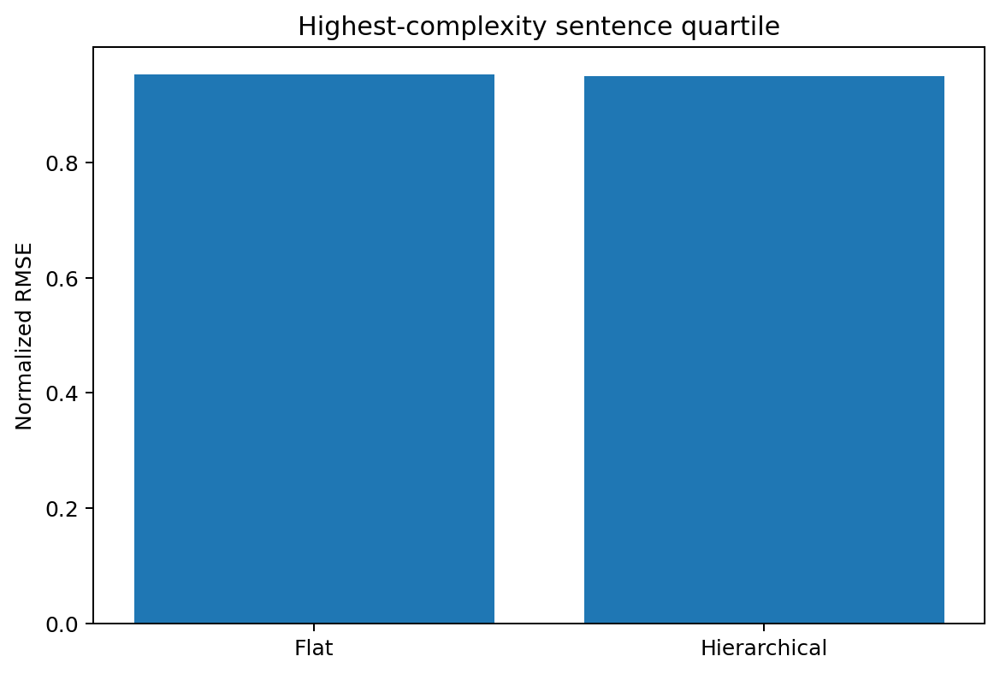 Highest-complexity sentence quartile
Normalized RMSE
0.8
0.6
0.4
0.2
0.0
Flat
Hierarchical